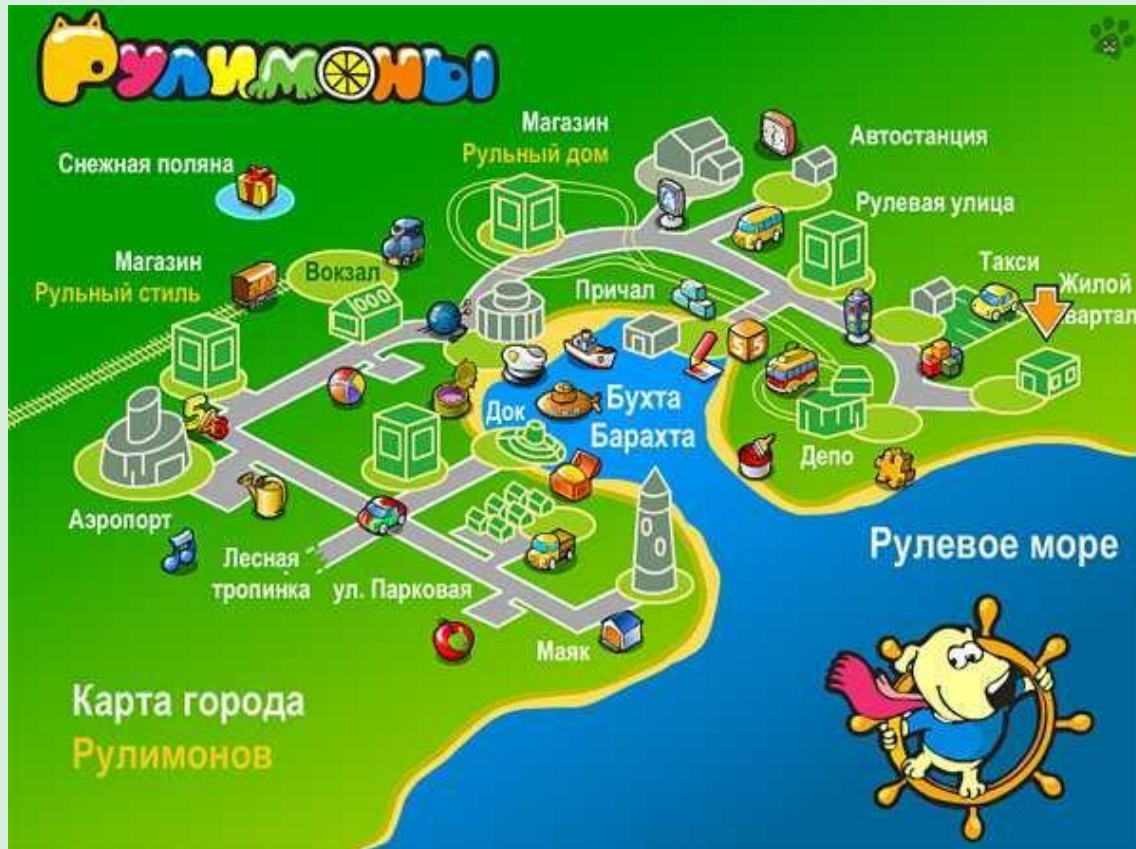 Рулимоны
Магазин
Рульный дом
Автостанция
Снежная поляна
Рулевая улица
Магазин
Рульный стиль
Вокзал
Причал
Такси
Жилой
квартал
Бухта
Барахта
Док
Депо
Аэропорт
Рулевое море
Лесная
тропинка
ул. Парковая
Маяк
Карта города
Рулимонов